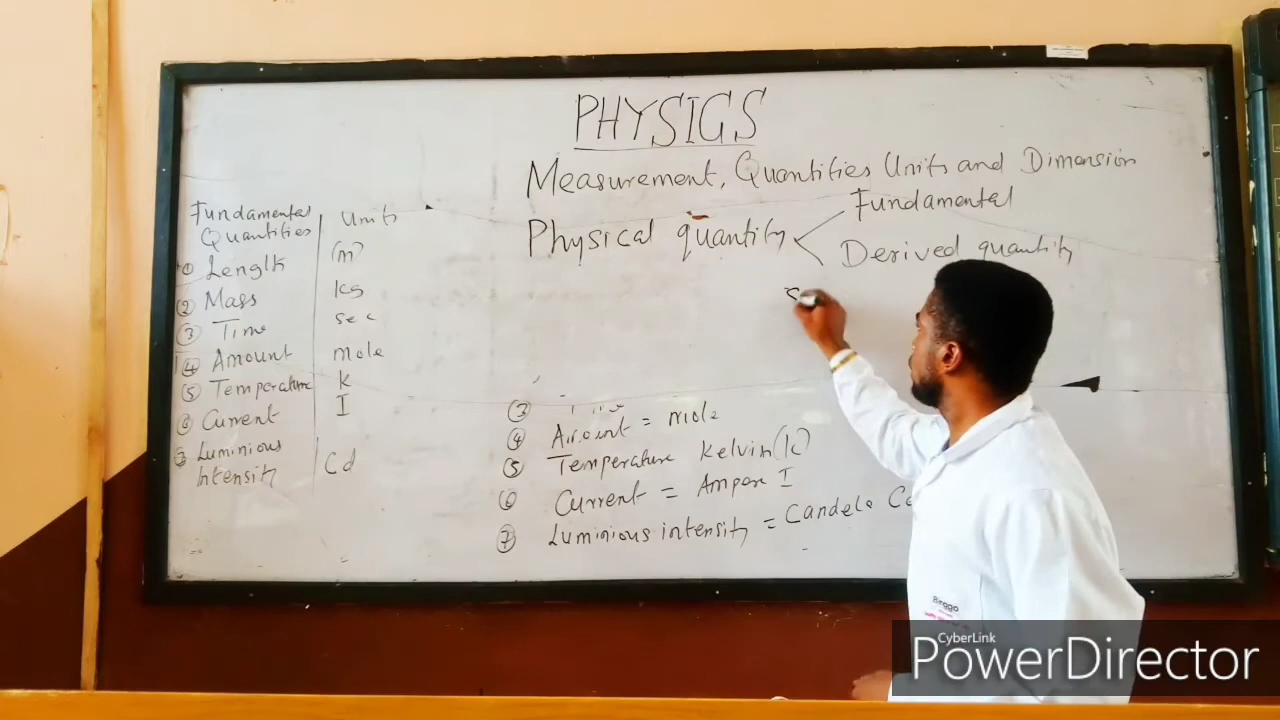 PHYSIGS
Measurement, Quantities Units and Dimension
Physical quantity
Fundamental
Derived quantity
Fundamental Units
Quantities
① Length (m)
② Mass kg
③ Time sec
④ Amount mole
⑤ Temperature K
⑥ Current I
⑦ Luminious
Intensity Cd
③
④ Amount = mole
⑤ Temperature Kelvin (K)
⑥ Current = Ampere I
⑦ Luminious intensity = Candela
CyberLink
PowerDirector